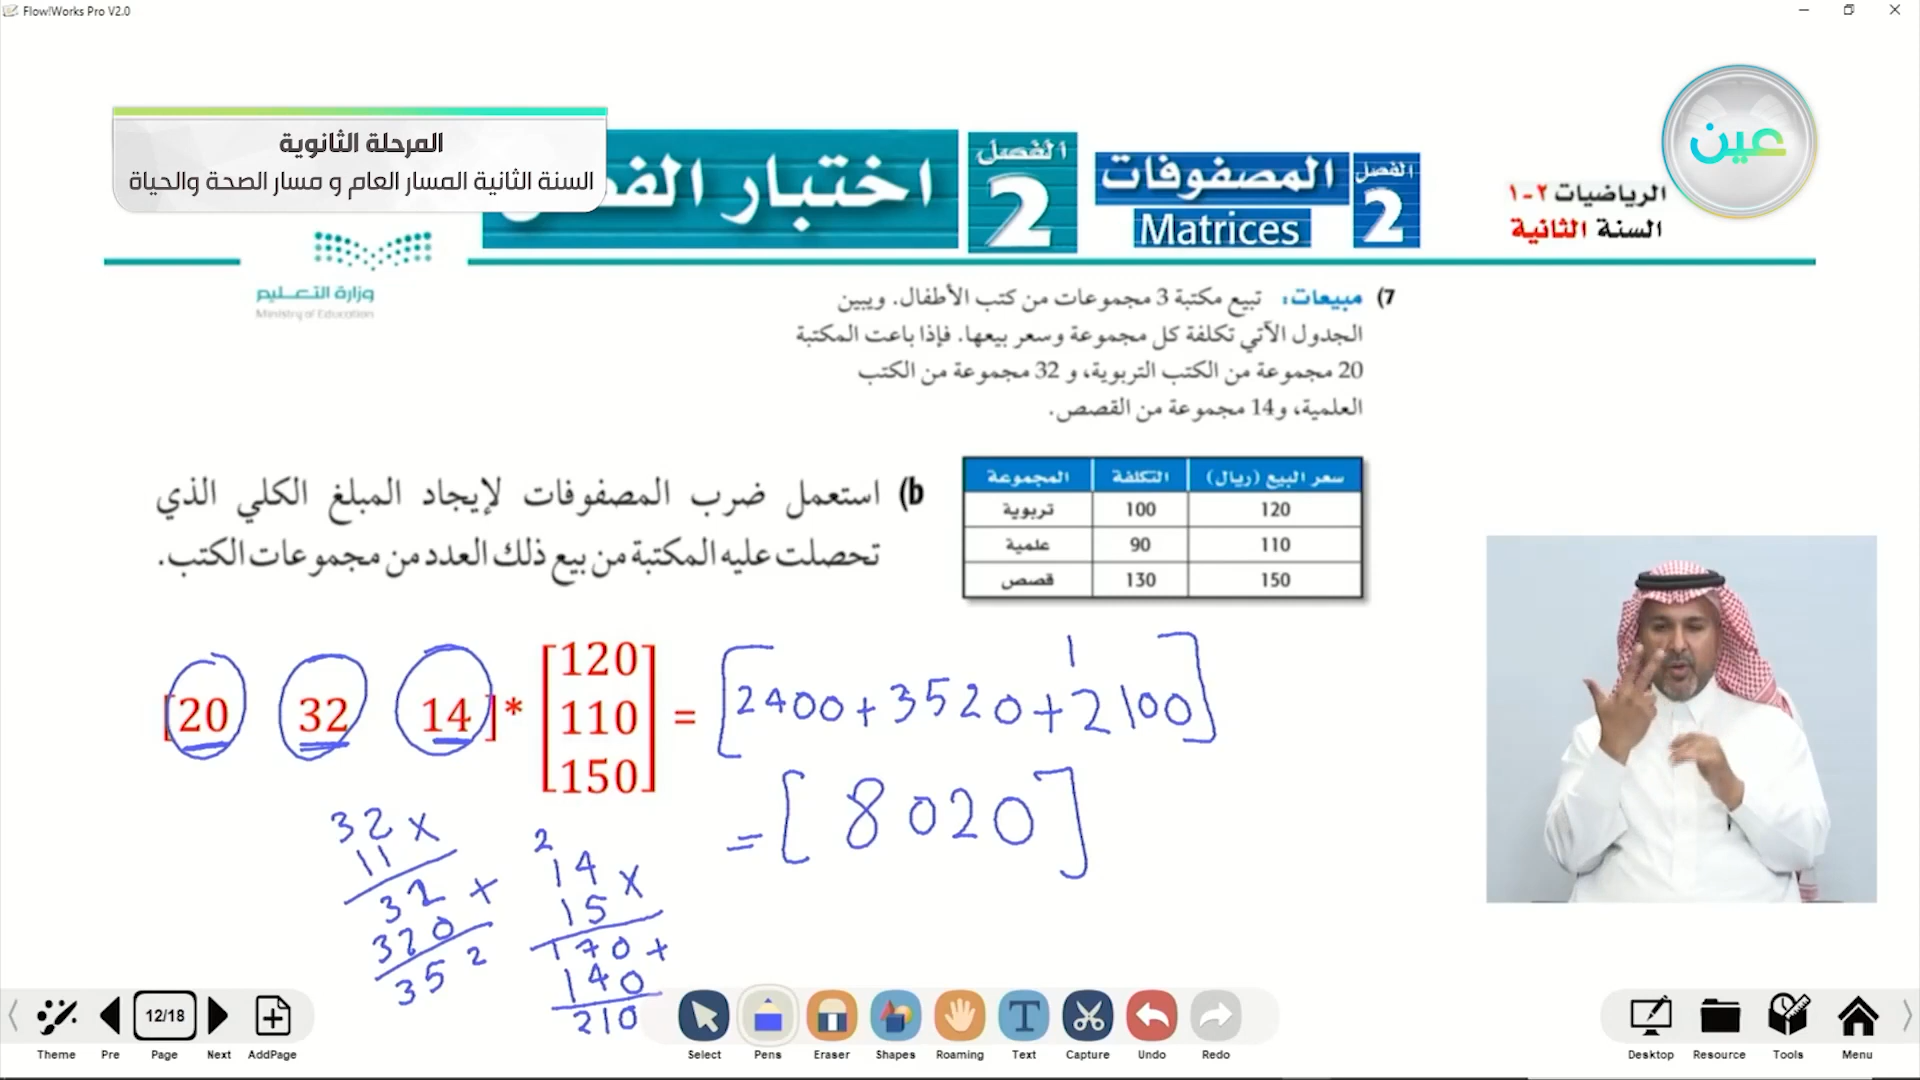 Flow!Works Pro V2.0
المرحلة الثانوية
السنة الثانية المسار العام و مسار الصحة والحياة
اختبار الفصل
الفصل
2
المصفوفات
Matrices
الفصل
2
الرياضيات ٢-١
السنة الثانية
عين
وزارة التعليم
Ministry of Education
7) مبيعات: تبيع مكتبة 3 مجموعات من كتب الأطفال. ويبين
الجدول الآتي تكلفة كل مجموعة وسعر بيعها. فإذا باعت المكتبة
20 مجموعة من الكتب التربوية، و 32 مجموعة من الكتب
العلمية، و14 مجموعة من القصص.
المجموعة التكلفة سعر البيع (ريال)
تربوية 100 120
علمية 90 110
قصص 130 150
b) استعمل ضرب المصفوفات لإيجاد المبلغ الكلي الذي
تحصلت عليه المكتبة من بيع ذلك العدد من مجموعات الكتب.
1
[20 32 14] * [120 110 150] = [2400+3520+2100]
= [8020]
32 x
11
32 +
320
352
2
14 x
15
170 +
140
210
Theme Pre 12/18 Page Next AddPage Select Pens Eraser Shapes Roaming Text Capture Undo Redo Desktop Resource Tools Menu